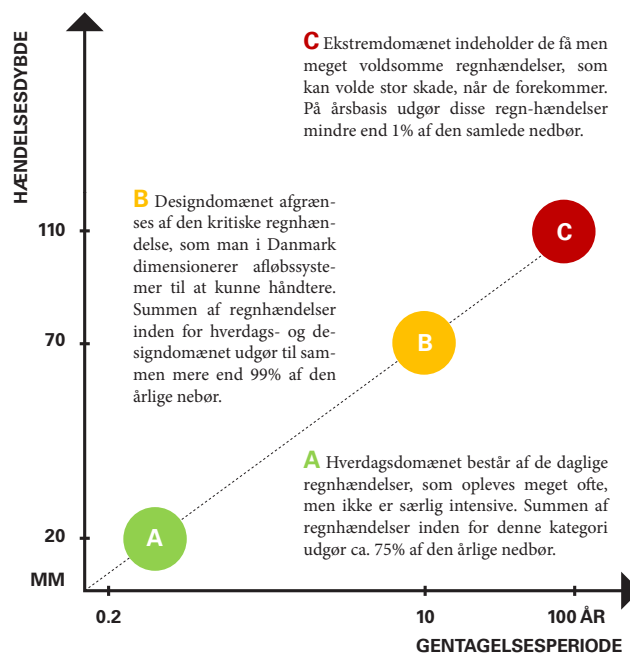 HÆNDELSESDYBDE
C Ekstremdomænet indeholder de få men
meget voldsomme regnhændelser, som
kan volde stor skade, når de forekommer.
På årsbasis udgør disse regn-hændelser
mindre end 1% af den samlede nedbør.
B Designdomænet afgræn-
ses af den kritiske regnhæn-
delse, som man i Danmark
dimensionerer afløbssyste-
mer til at kunne håndtere.
Summen af regnhændelser
inden for hverdags- og de-
signdomænet udgør til sam-
men mere end 99% af den
årlige nebør.
110
C
70
B
A Hverdagsdomænet består af de daglige
regnhændelser, som opleves meget ofte,
men ikke er særlig intensive. Summen af
regnhændelser inden for denne kategori
udgør ca. 75% af den årlige nedbør.
20
A
MM
0.2
10
100 ÅR
GENTAGELSESPERIODE